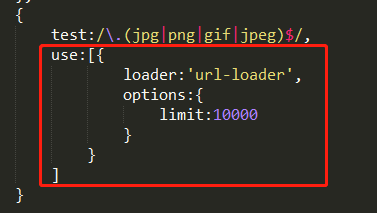 {
test:/\.(jpg|png|gif|jpeg)$/,
use:[{
loader:'url-loader',
options:{
limit:10000
}
}
]
}